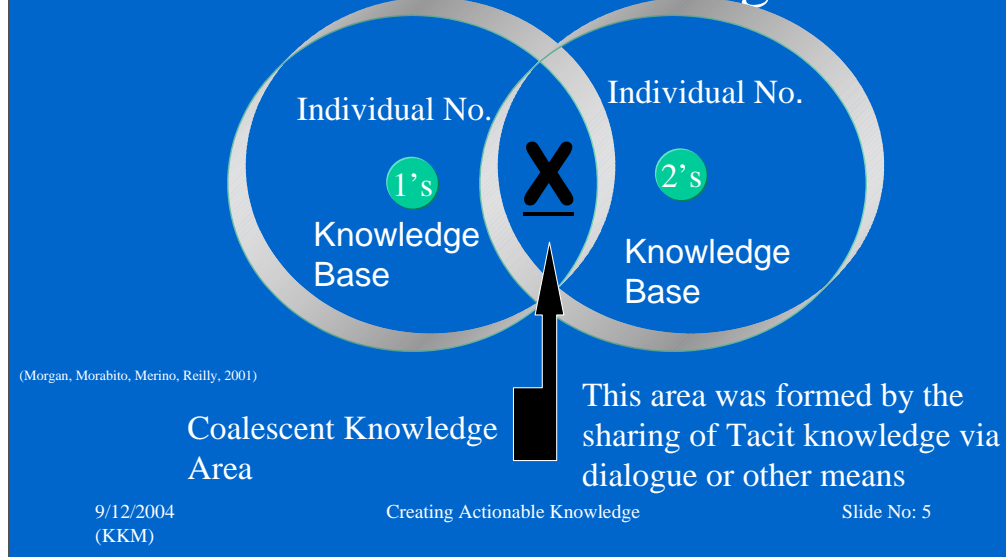 Individual No.
1's
Knowledge
Base
X
Individual No.
2's
Knowledge
Base
(Morgan, Morabito, Merino, Reilly, 2001)
Coalescent Knowledge
Area
This area was formed by the
sharing of Tacit knowledge via
dialogue or other means
9/12/2004
(KKM)
Creating Actionable Knowledge
Slide No: 5